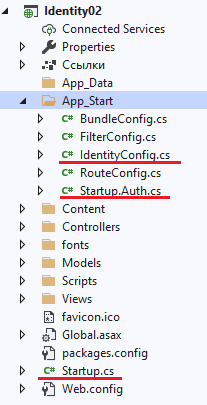 Identity02
Connected Services
Properties
Ссылки
App_Data
App_Start
C# BundleConfig.cs
C# FilterConfig.cs
C# IdentityConfig.cs
C# RouteConfig.cs
C# Startup.Auth.cs
Content
Controllers
fonts
Models
Scripts
Views
favicon.ico
Global.asax
packages.config
C# Startup.cs
Web.config